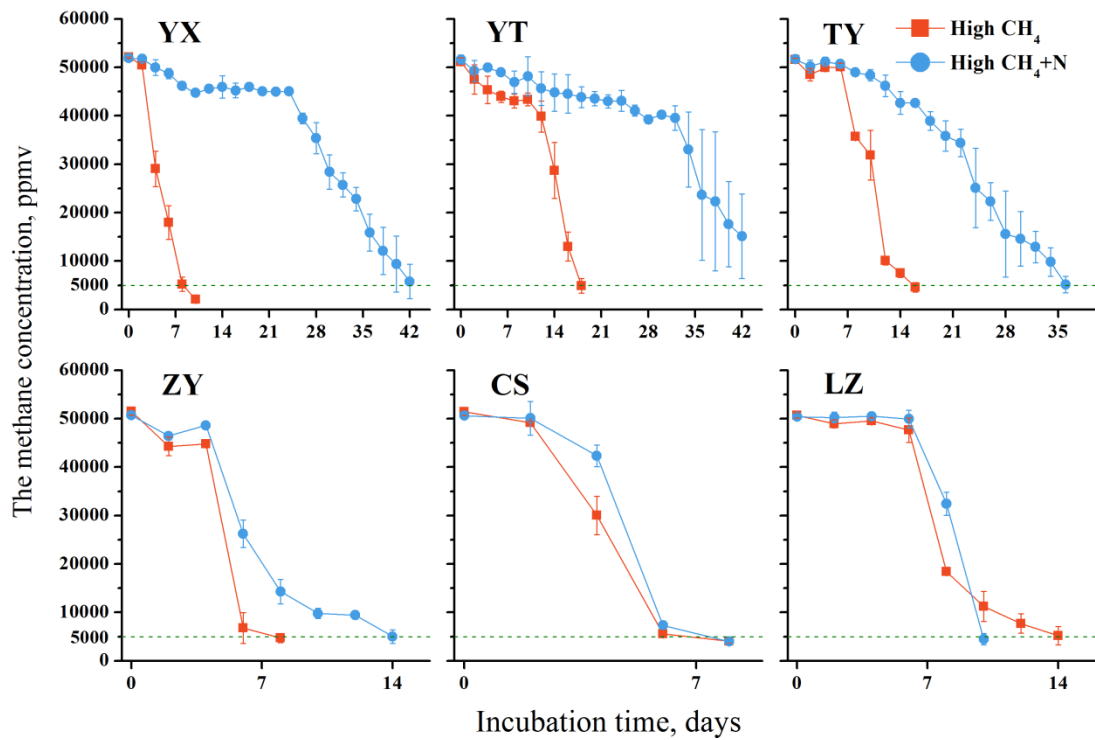 The methane concentration, ppmv
YX
YT
TY
High CH4
High CH4+N
60000
50000
40000
30000
20000
10000
5000
0
0 7 14 21 28 35 42
0 7 14 21 28 35 42
0 7 14 21 28 35
ZY
CS
LZ
60000
50000
40000
30000
20000
10000
5000
0
0 7 14
0 7
0 7 14
Incubation time, days